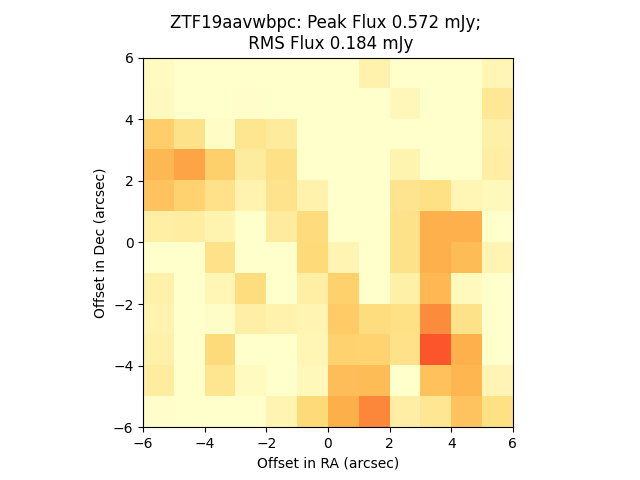 ZTF19aavwbpc: Peak Flux 0.572 mJy;
RMS Flux 0.184 mJy
6
4
2
0
−2
−4
−6
Offset in Dec (arcsec)
−6 −4 −2 0 2 4 6
Offset in RA (arcsec)